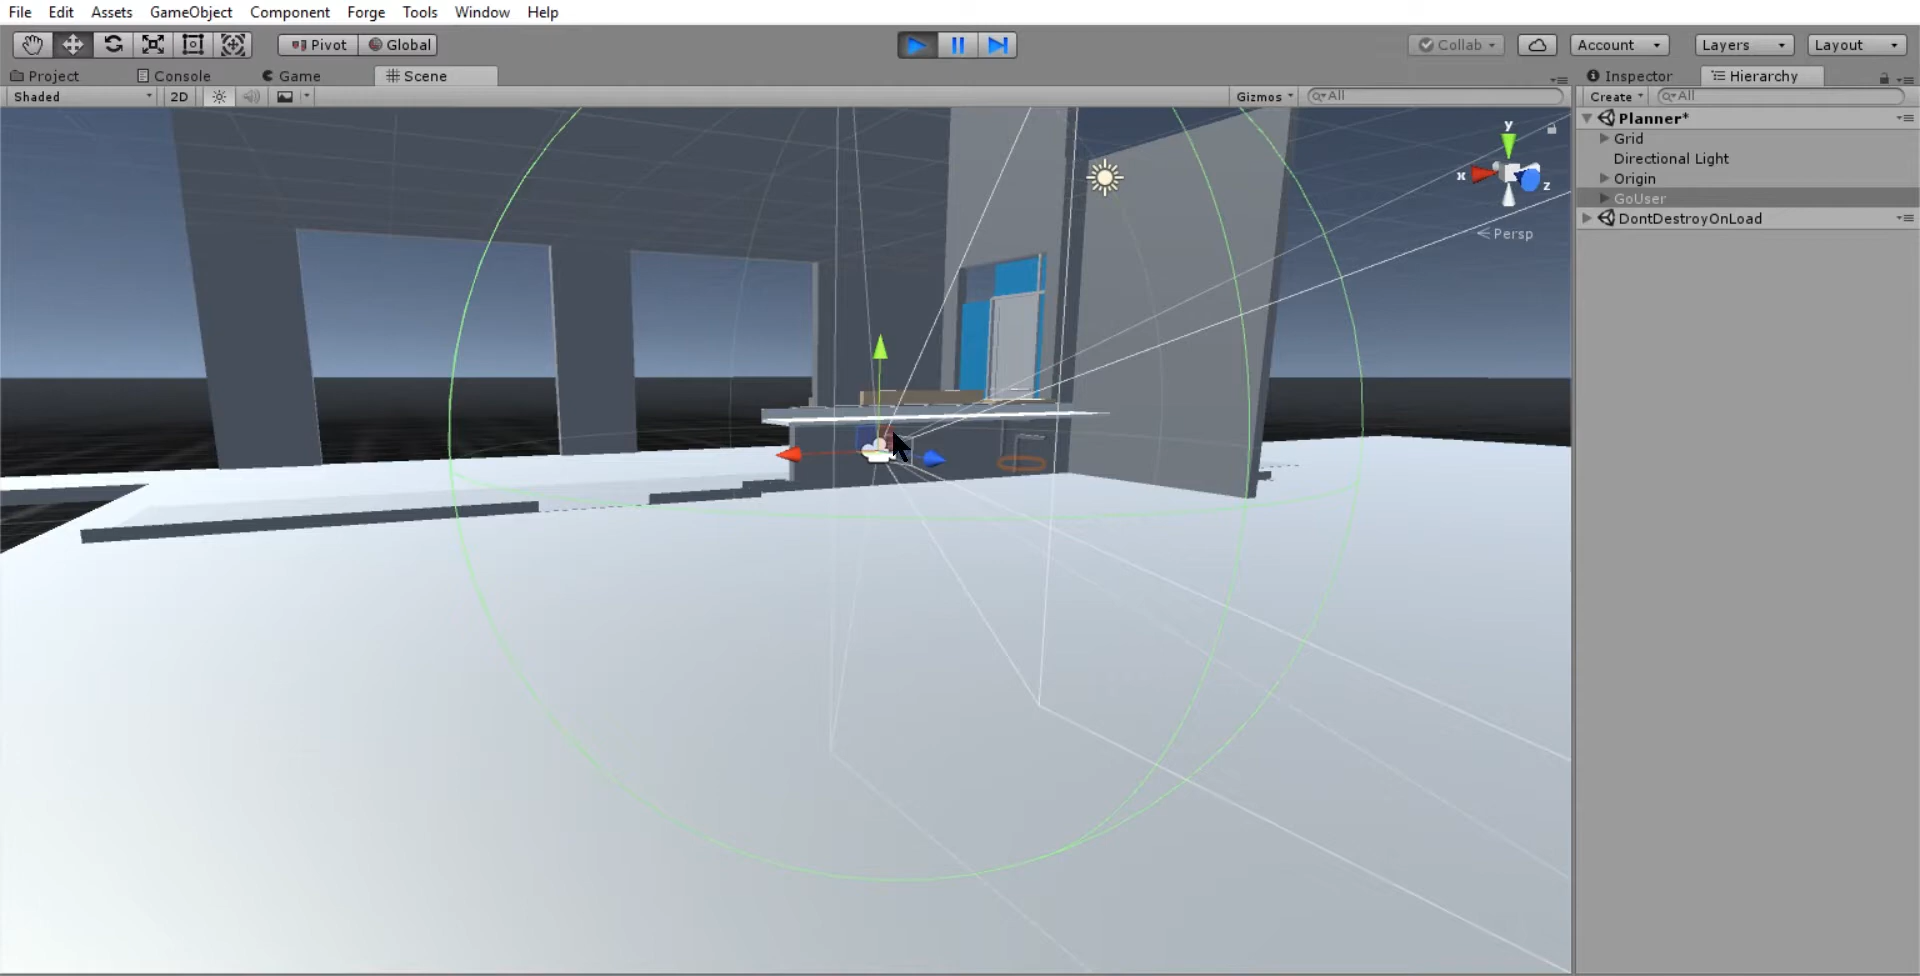 File Edit Assets GameObject Component Forge Tools Window Help
Pivot Global Collab Account Layers Layout
Project Console Game Scene Inspector Hierarchy
Shaded 2D Gizmos All Create All
Planner*
Grid
Directional Light
Origin
GoUser
DontDestroyOnLoad
y
x
z
Persp